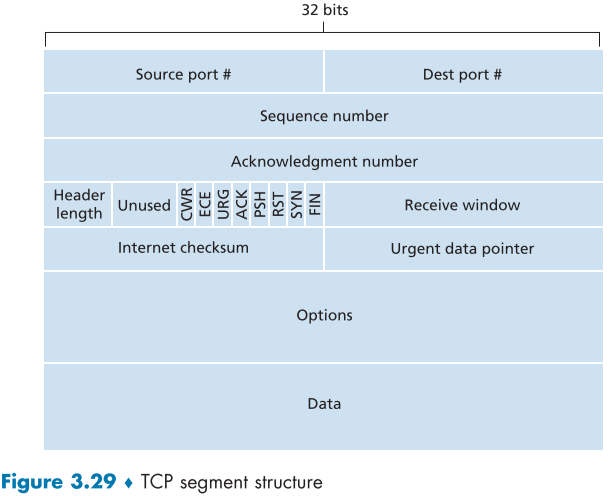 32 bits
Source port #
Dest port #
Sequence number
Acknowledgment number
Header
length
Unused
CWR
ECE
URG
ACK
PSH
RST
SYN
FIN
Receive window
Internet checksum
Urgent data pointer
Options
Data
Figure 3.29 ♦ TCP segment structure